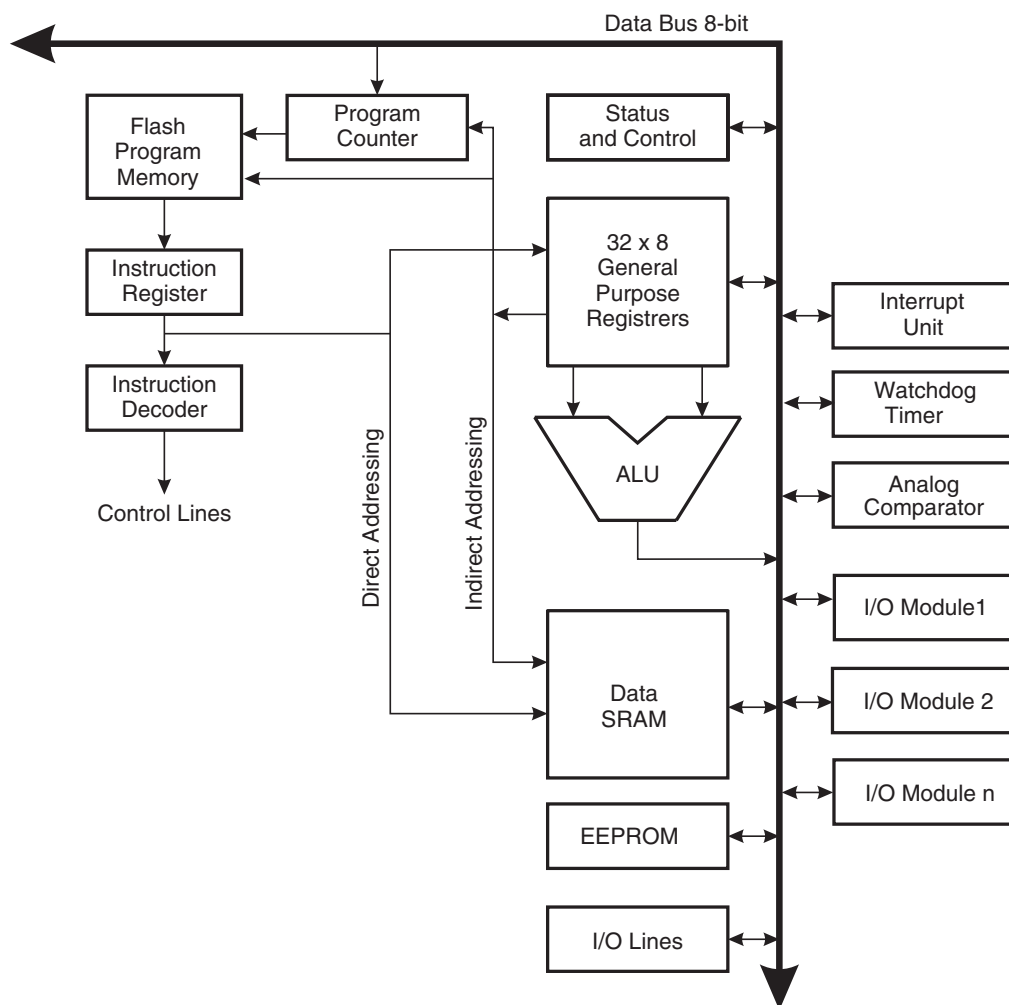 Data Bus 8-bit
Flash
Program
Memory
Program
Counter
Status
and Control
32 x 8
General
Purpose
Registrers
Instruction
Register
Instruction
Decoder
Control Lines
Direct Addressing
Indirect Addressing
ALU
Interrupt
Unit
Watchdog
Timer
Analog
Comparator
I/O Module1
Data
SRAM
I/O Module 2
I/O Module n
EEPROM
I/O Lines